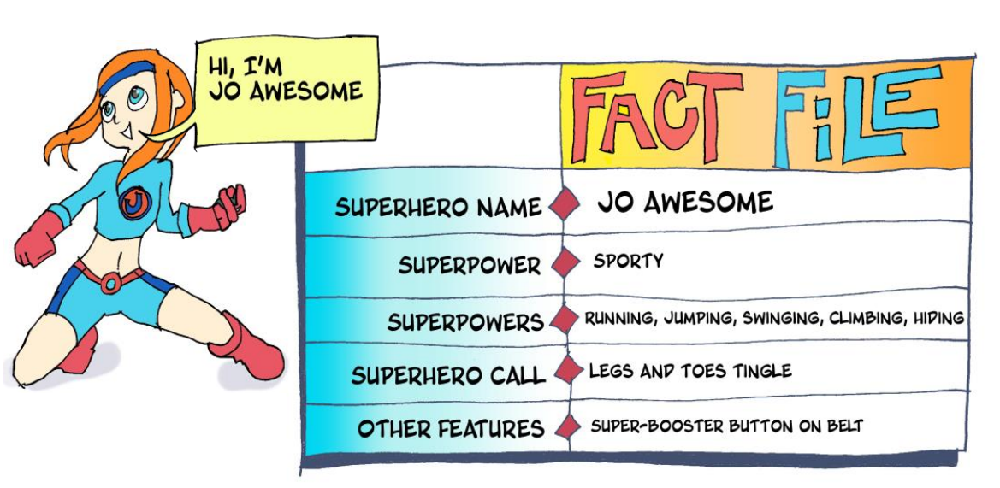 HI, I'M
JO AWESOME
FACT FILE
SUPERHERO NAME JO AWESOME
SUPERPOWER SPORTY
SUPERPOWERS RUNNING, JUMPING, SWINGING, CLIMBING, HIDING
SUPERHERO CALL LEGS AND TOES TINGLE
OTHER FEATURES SUPER-BOOSTER BUTTON ON BELT
J